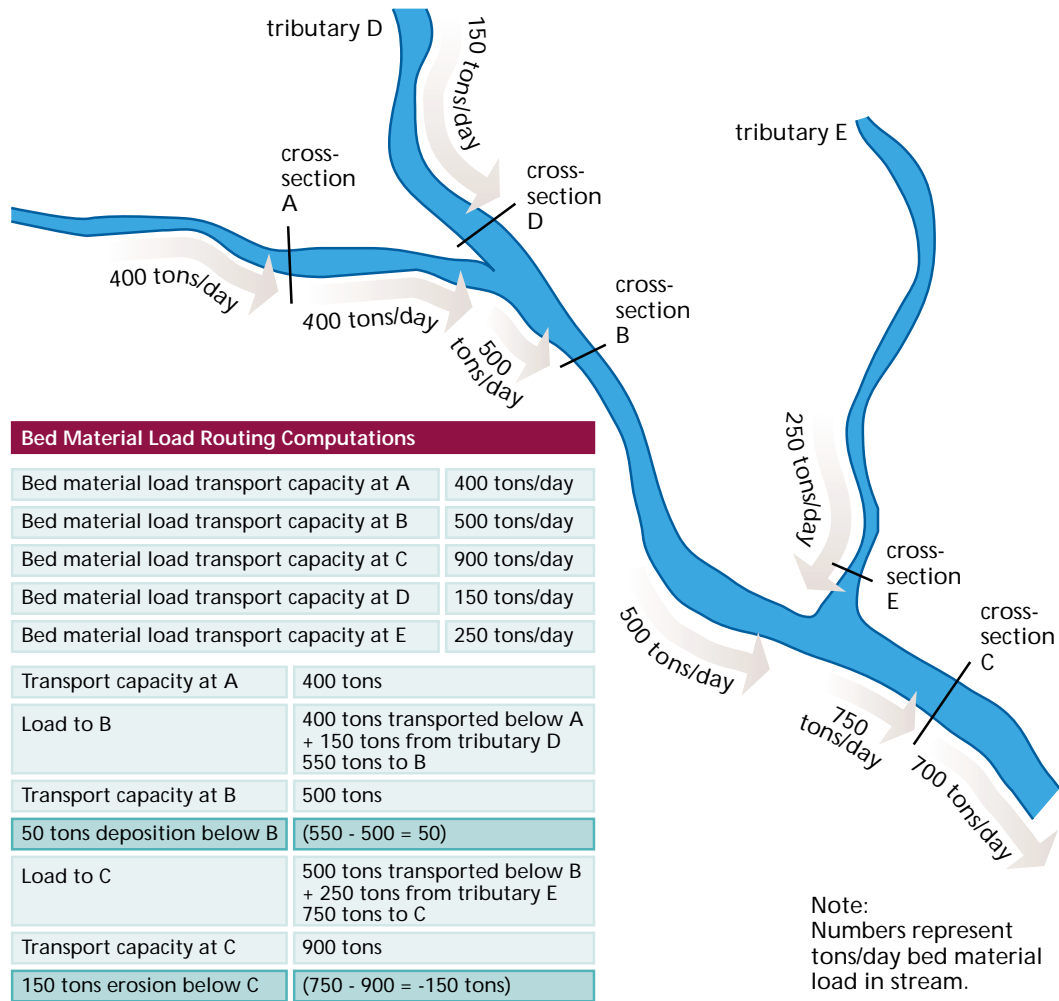 tributary D
150
tons/day
tributary E
cross-
section
A
cross-
section
D
400 tons/day
400 tons/day
cross-
section
B
500
tons/day
250 tons/day
cross-
section
E
cross-
section
C
500 tons/day
750
tons/day
700 tons/day
Bed Material Load Routing Computations
Bed material load transport capacity at A 400 tons/day
Bed material load transport capacity at B 500 tons/day
Bed material load transport capacity at C 900 tons/day
Bed material load transport capacity at D 150 tons/day
Bed material load transport capacity at E 250 tons/day
Transport capacity at A 400 tons
Load to B 400 tons transported below A
+ 150 tons from tributary D
550 tons to B
Transport capacity at B 500 tons
50 tons deposition below B (550 - 500 = 50)
Load to C 500 tons transported below B
+ 250 tons from tributary E
750 tons to C
Transport capacity at C 900 tons
150 tons erosion below C (750 - 900 = -150 tons)
Note:
Numbers represent
tons/day bed material
load in stream.